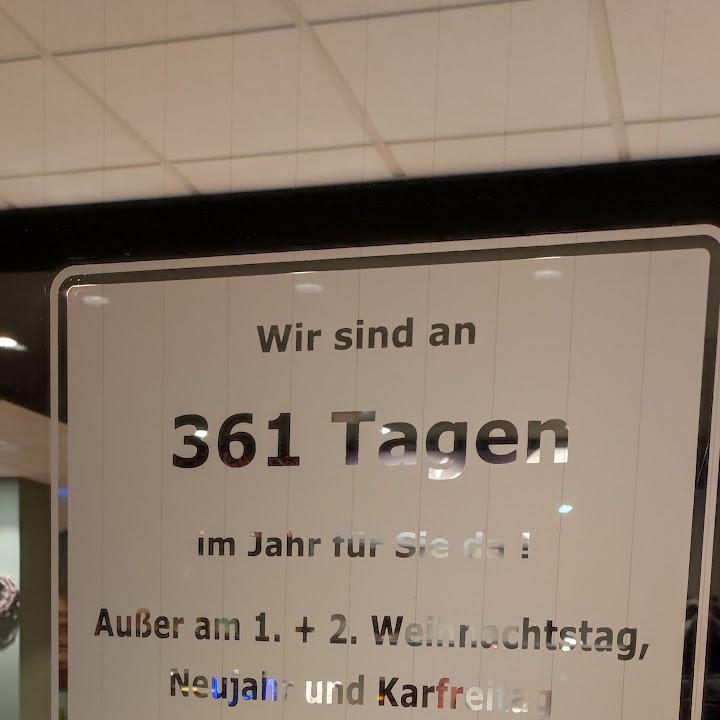 Wir sind an
361 Tagen
im Jahr für Sie da !
Außer am 1. + 2. Weihnachtstag,
Neujahr und Karfreitag